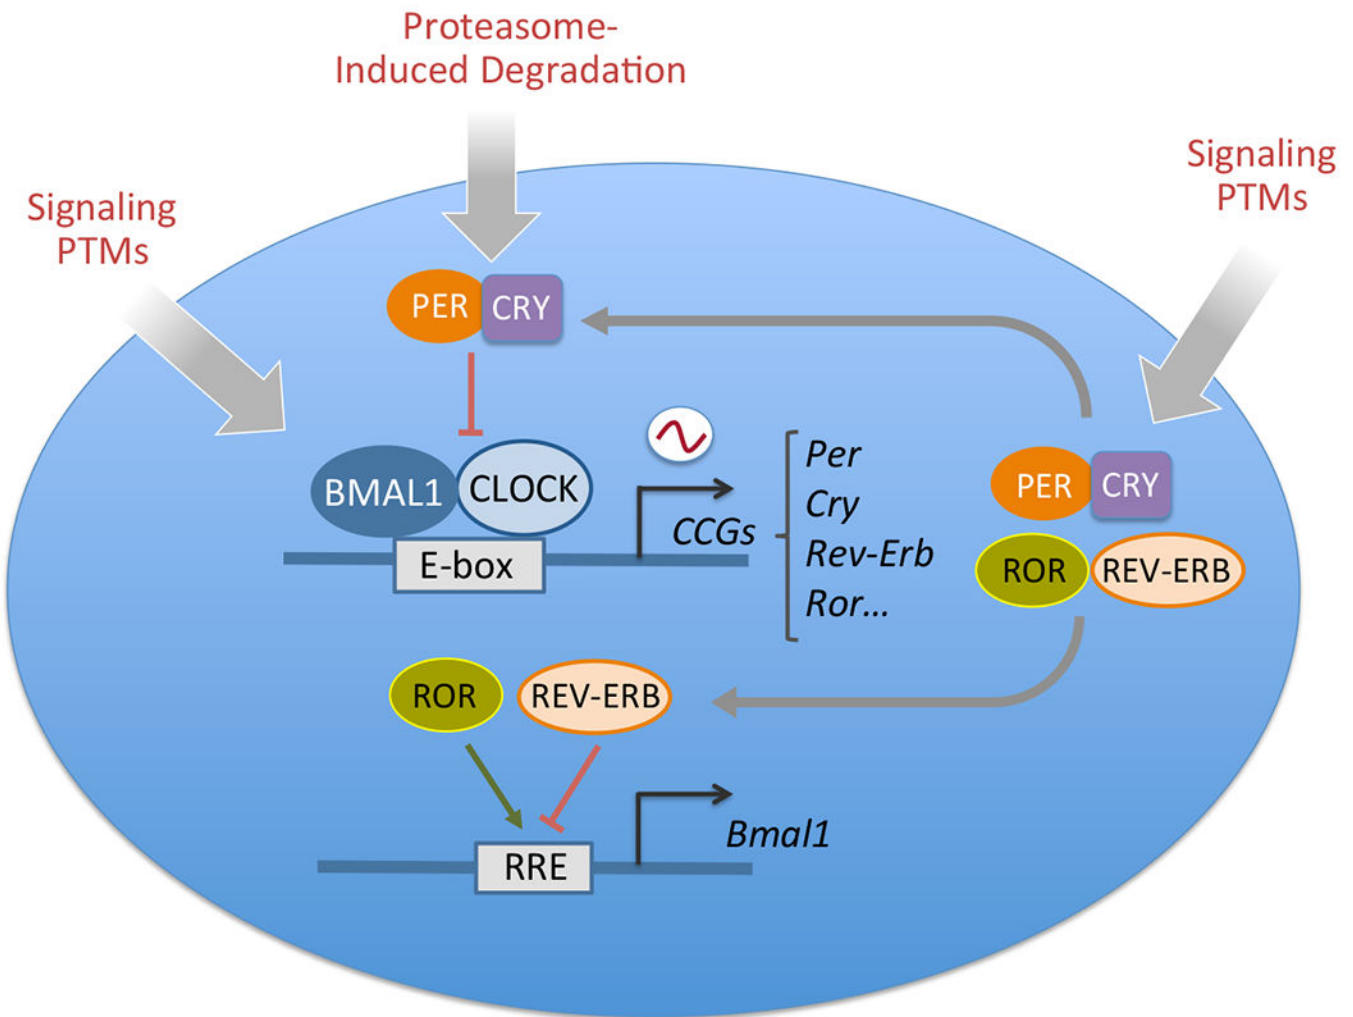 Proteasome-
Induced Degradation
Signaling
PTMs
Signaling
PTMs
PER
CRY
BMAL1
CLOCK
E-box
CCGs
Per
Cry
Rev-Erb
Ror...
PER
CRY
ROR
REV-ERB
ROR
REV-ERB
RRE
Bmal1